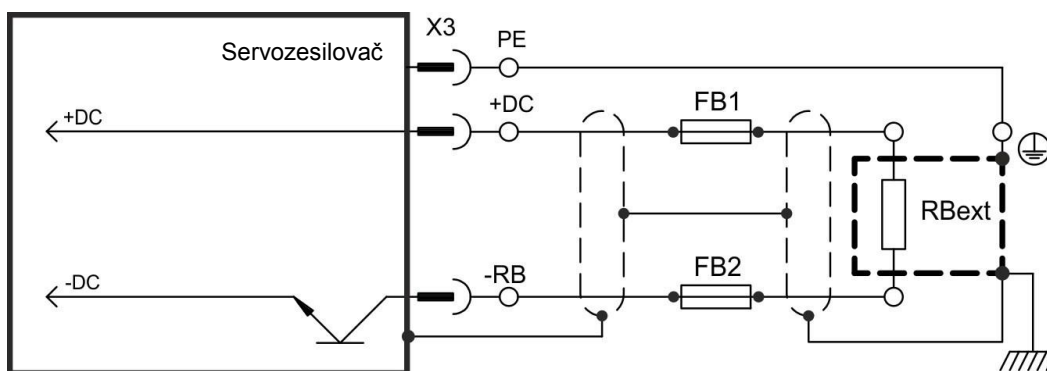 X3
PE
Servozesilovač
+DC
+DC
FB1
RBext
-DC
-RB
FB2